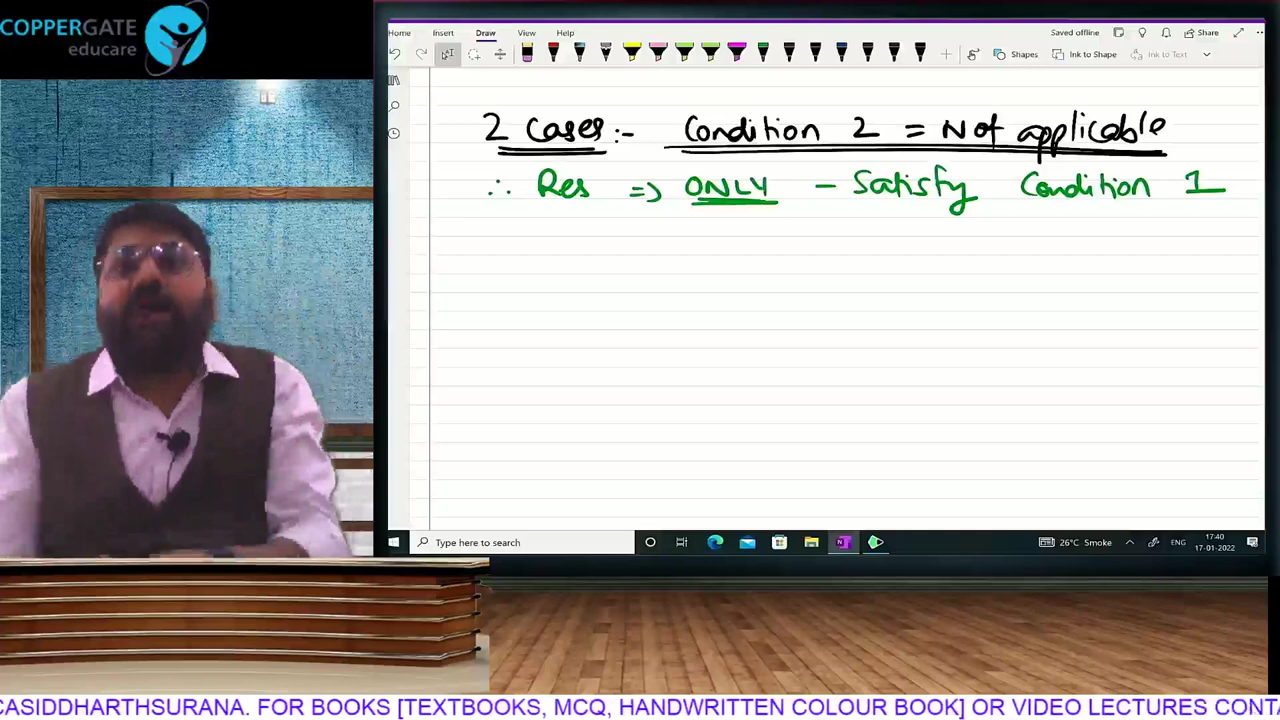 COPPERGATE
educare
Home Insert Draw View Help
Saved offline
Share
Shapes
Ink to Shape
Ink to Text
2 Cases :- Condition 2 = Not applicable
∴ Res => ONLY - Satisfy Condition 1
Type here to search
26°C Smoke
ENG
17:40
17-01-2022
CASIDDHARTHSURANA. FOR BOOKS [TEXTBOOKS, MCQ, HANDWRITTEN COLOUR BOOK] OR VIDEO LECTURES CONTA